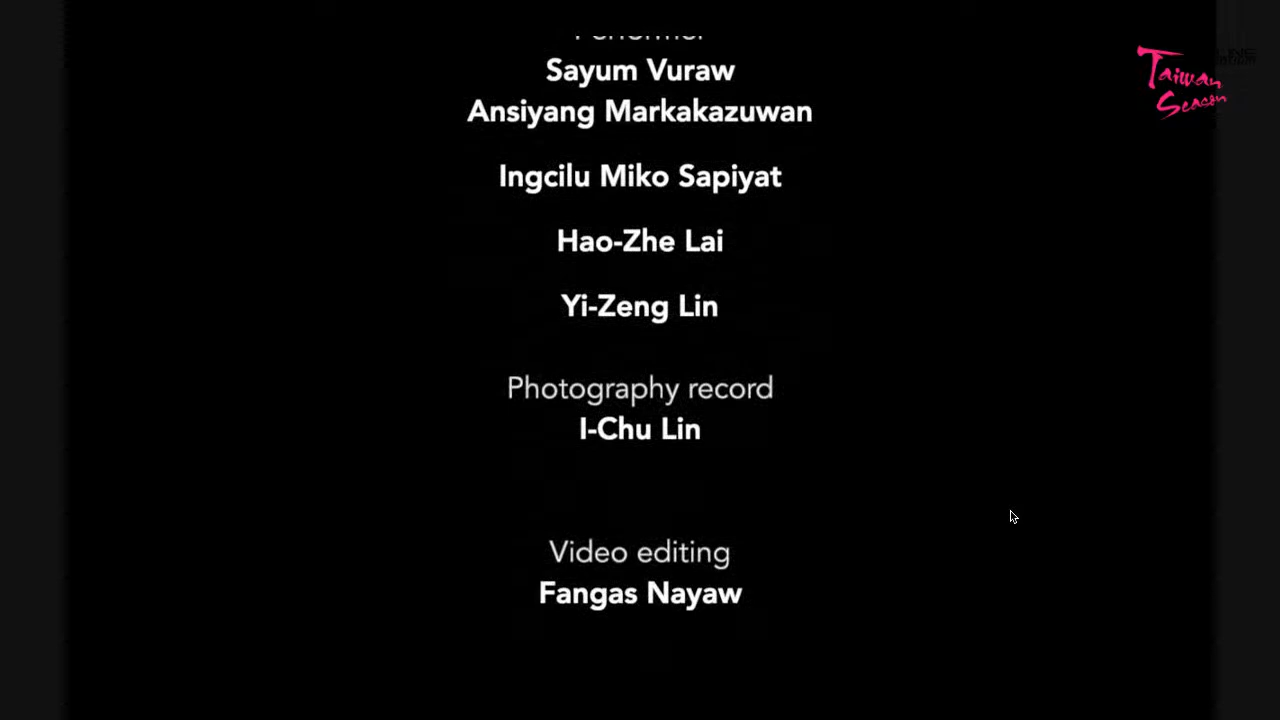 Performer
Sayum Vuraw
Ansiyang Markakazuwan
Ingcilu Miko Sapiyat
Hao-Zhe Lai
Yi-Zeng Lin
Photography record
I-Chu Lin
Video editing
Fangas Nayaw
Taiwan
Season